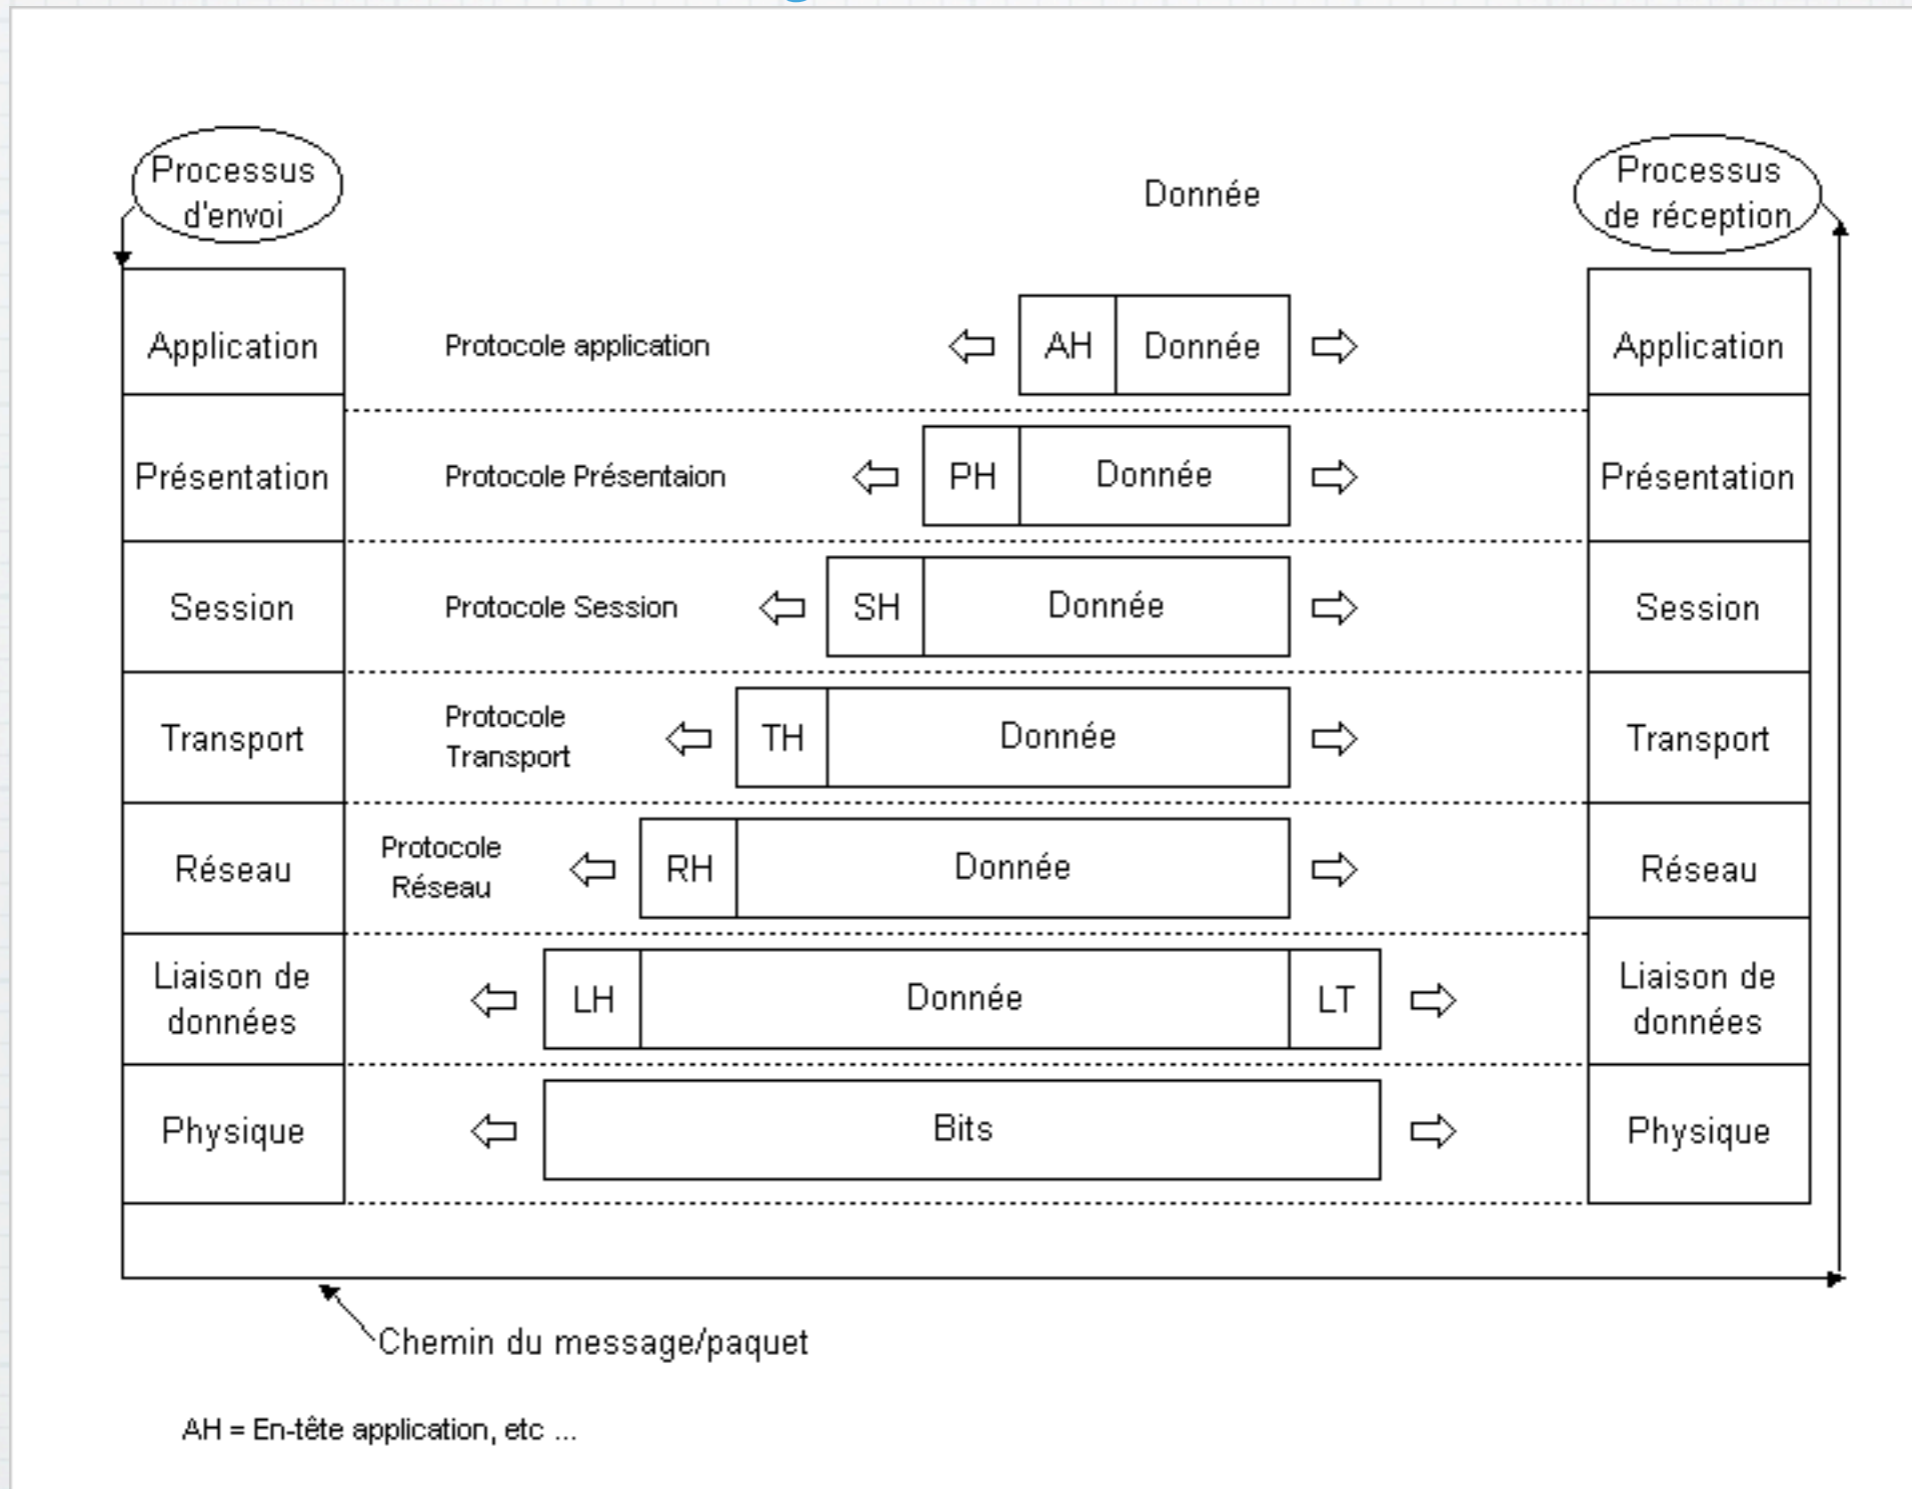 Processus
d'envoi
Donnée
Processus
de réception
Application
Protocole application
AH
Donnée
Application
Présentation
Protocole Présentaion
PH
Donnée
Présentation
Session
Protocole Session
SH
Donnée
Session
Transport
Protocole
Transport
TH
Donnée
Transport
Réseau
Protocole
Réseau
RH
Donnée
Réseau
Liaison de
données
LH
Donnée
LT
Liaison de
données
Physique
Bits
Physique
Chemin du message/paquet
AH = En-tête application, etc ...